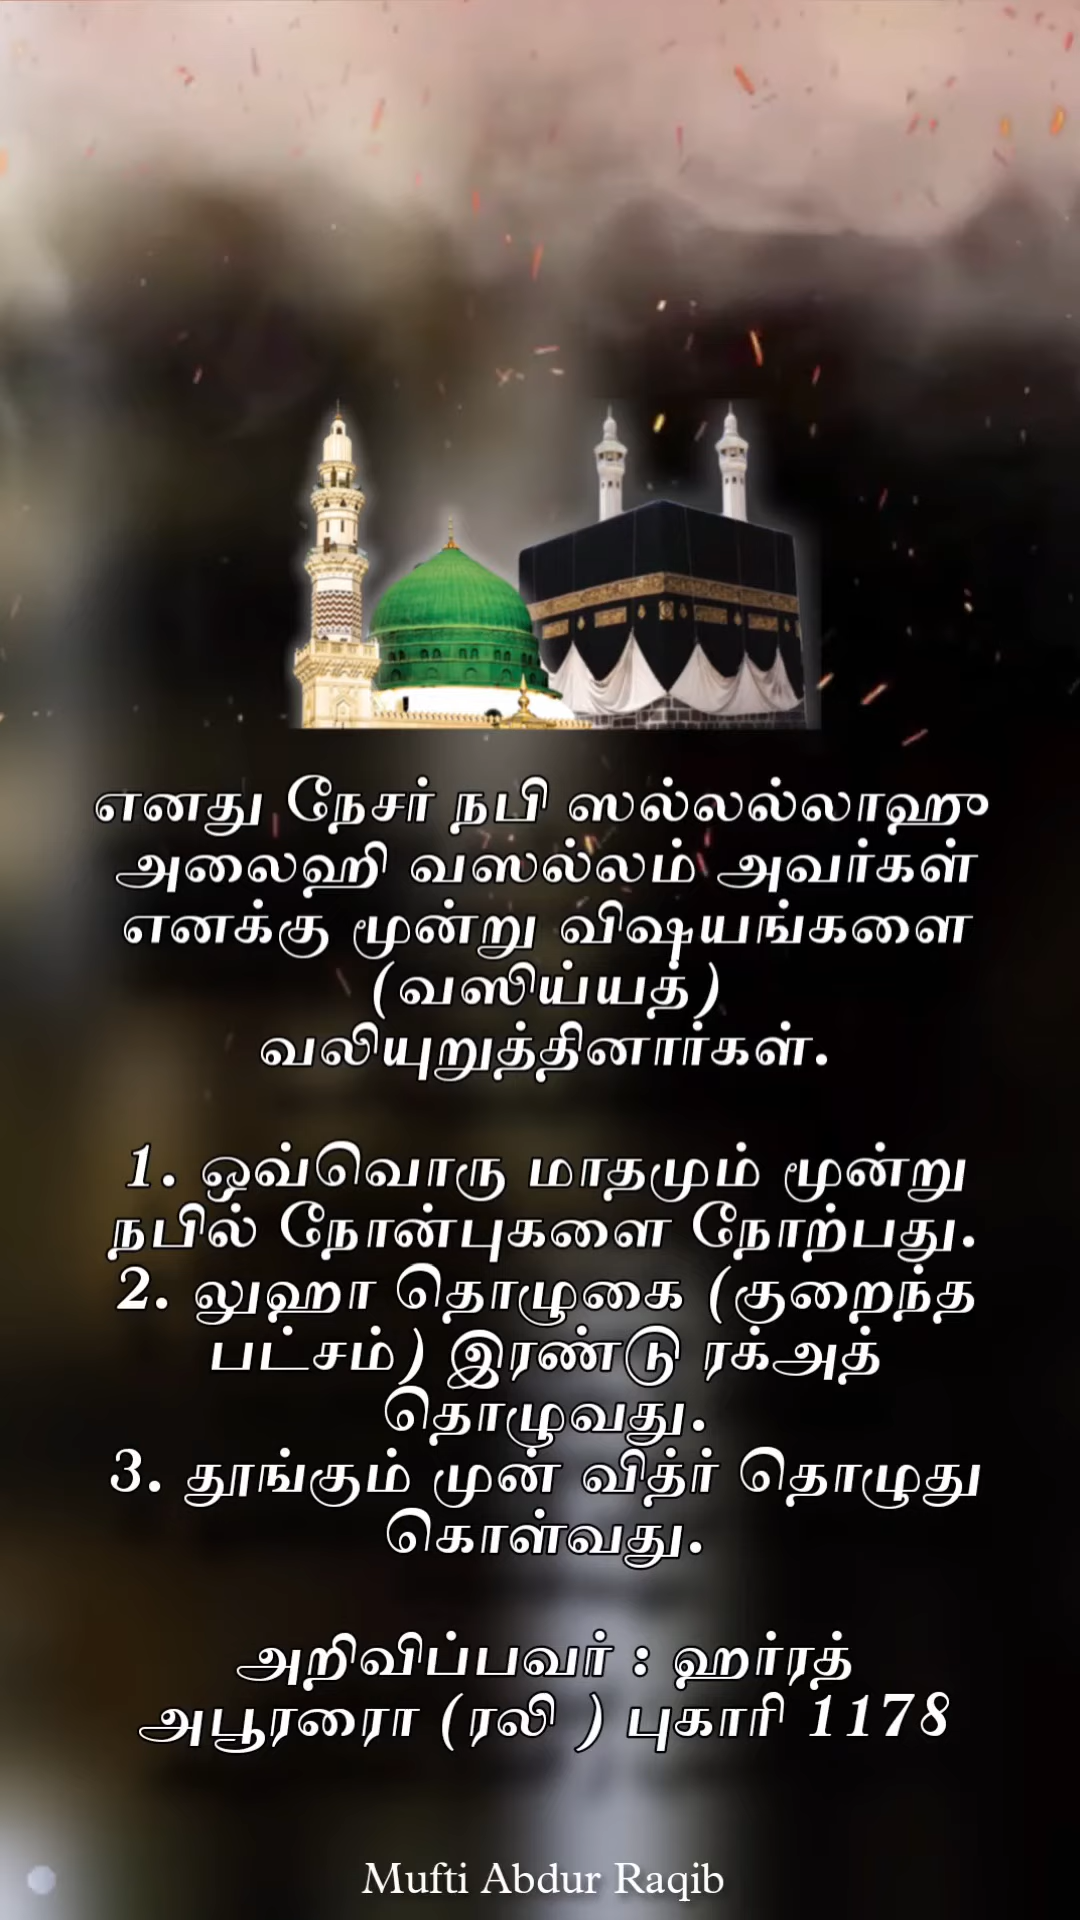 எனது நேசர் நபி ஸல்லல்லாஹு
அலைஹி வஸல்லம் அவர்கள்
எனக்கு மூன்று விஷயங்களை
(வஸிய்யத்)
வலியுறுத்தினார்கள்.
1. ஒவ்வொரு மாதமும் மூன்று
நபில் நோன்புகளை நோற்பது.
2. லுஹா தொழுகை (குறைந்த
பட்சம்) இரண்டு ரக்அத்
தொழுவது.
3. தூங்கும் முன் வித்ர் தொழுது
கொள்வது.
அறிவிப்பவர் : ஹர்ரத்
அபூரரைரா (ரலி ) புகாரி 1178
Mufti Abdur Raqib